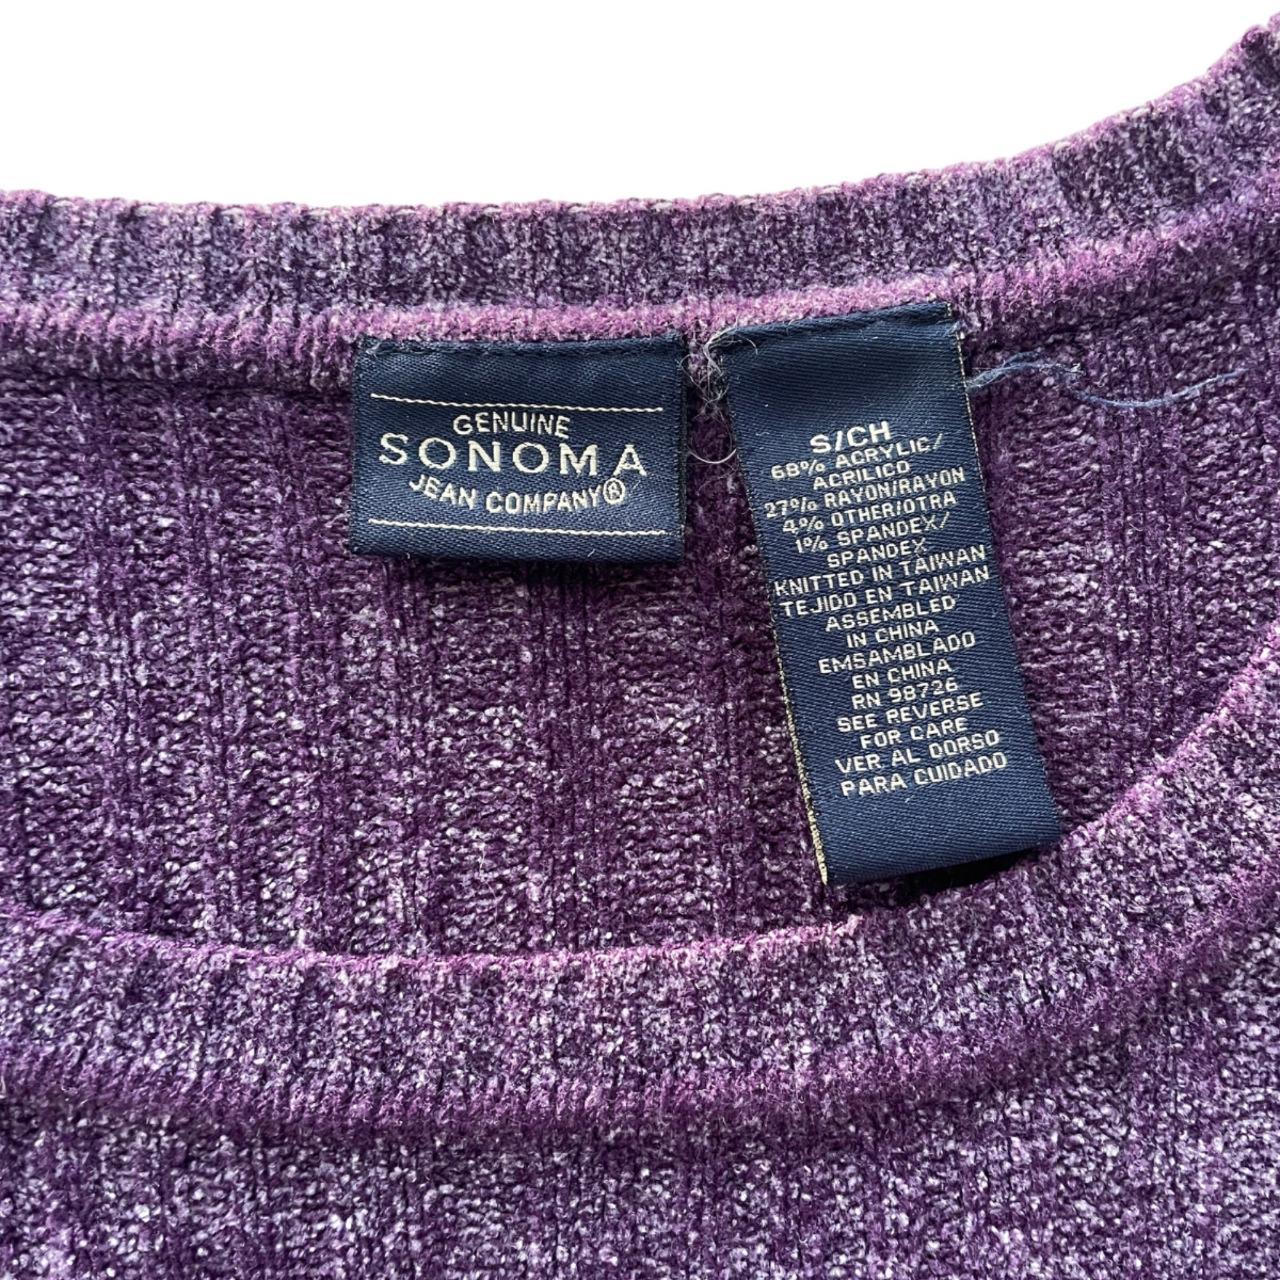 GENUINE
SONOMA
JEAN COMPANY®
S/CH
68% ACRYLIC/
ACRILICO
27% RAYON/RAYON
4% OTHER/OTRA
1% SPANDEX/
SPANDEX
KNITTED IN TAIWAN
TEJIDO EN TAIWAN
ASSEMBLED
IN CHINA
EMSAMBLADO
EN CHINA
RN 98726
SEE REVERSE
FOR CARE
VER AL DORSO
PARA CUIDADO